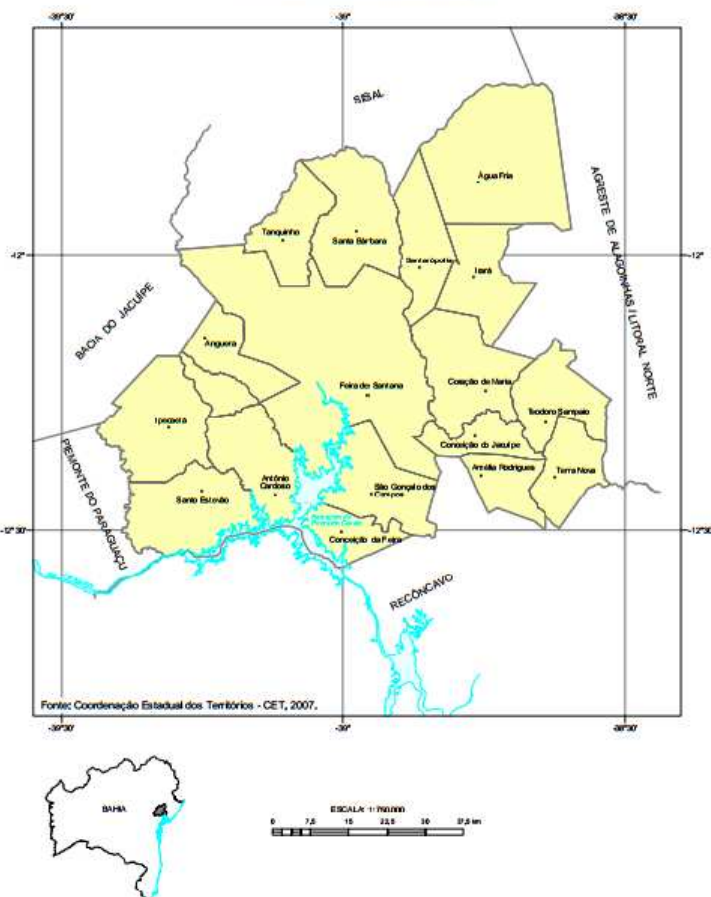 -39°30'
-39°
-38°30'
SISAL
Água Fria
AGRESTE DE ALAGOINHAS / LITORAL NORTE
Tanquinho
Santa Bárbara
-12°
-12°
Irará
BACIA DO JACUÍPE
Anguera
Feira de Santana
Coração de Maria
Teodoro Sampaio
Ipecaetá
Conceição do Jacuípe
Amélia Rodrigues
Terra Nova
PIEMONTE DO PARAGUAÇU
Santo Estevão
Antônio
Cardoso
São Gonçalo dos
Campos
-12°30'
-12°30'
Conceição da Feira
RECÔNCAVO
Fonte: Coordenação Estadual dos Territórios - CET, 2007.
-39°30'
-39°
-38°30'
BAHIA
ESCALA: 1:750.000
0 7,5 15 22,5 30 37,5 km